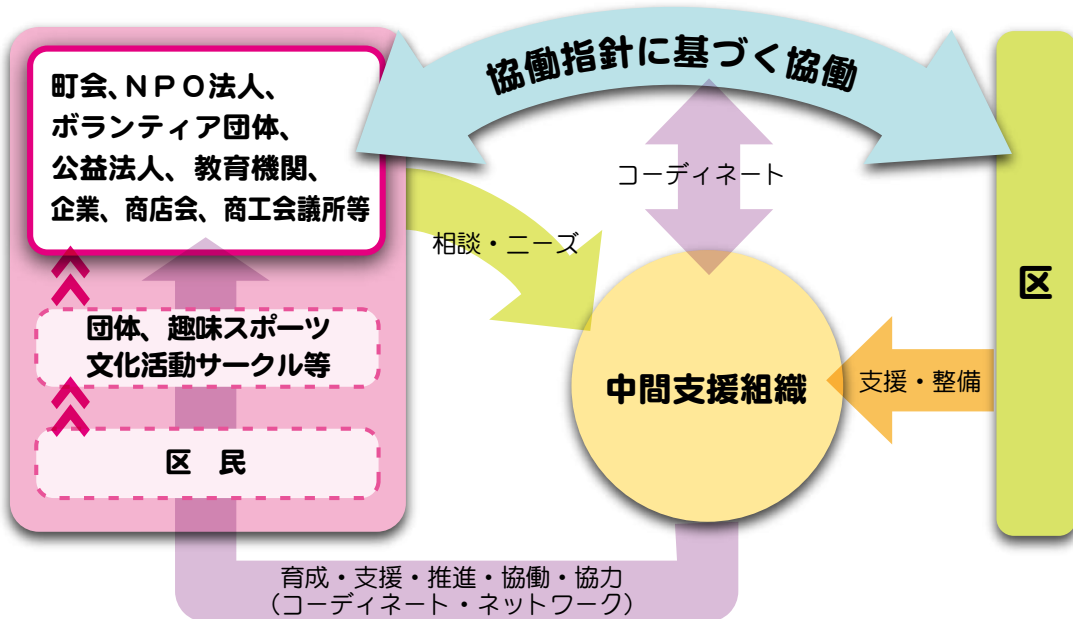 協働指針に基づく協働
町会、ＮＰＯ法人、
ボランティア団体、
公益法人、教育機関、
企業、商店会、商工会議所等
コーディネート
相談・ニーズ
区
団体、趣味スポーツ
文化活動サークル等
中間支援組織
支援・整備
区　民
育成・支援・推進・協働・協力
（コーディネート・ネットワーク）